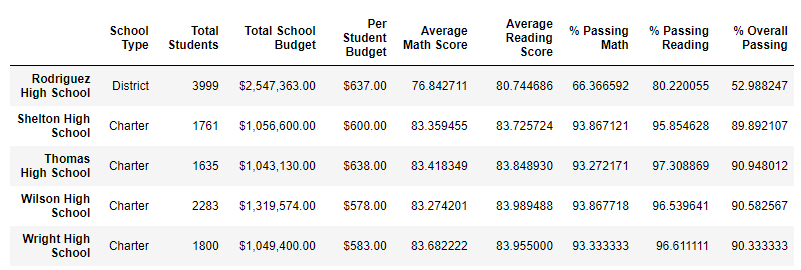 School Type Total Students Total School Budget Per Student Budget Average Math Score Average Reading Score % Passing Math % Passing Reading % Overall Passing
Rodriguez High School District 3999 $2,547,363.00 $637.00 76.842711 80.744686 66.366592 80.220055 52.988247
Shelton High School Charter 1761 $1,056,600.00 $600.00 83.359455 83.725724 93.867121 95.854628 89.892107
Thomas High School Charter 1635 $1,043,130.00 $638.00 83.418349 83.848930 93.272171 97.308869 90.948012
Wilson High School Charter 2283 $1,319,574.00 $578.00 83.274201 83.989488 93.867718 96.539641 90.582567
Wright High School Charter 1800 $1,049,400.00 $583.00 83.682222 83.955000 93.333333 96.611111 90.333333